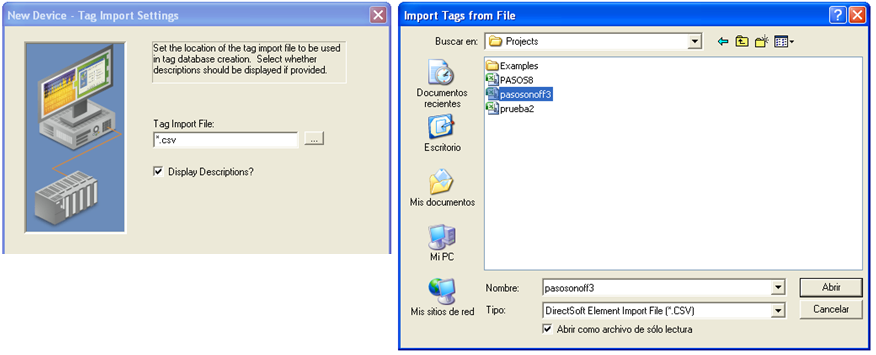 New Device - Tag Import Settings
Set the location of the tag import file to be used
in tag database creation. Select whether
descriptions should be displayed if provided.
Tag Import File:
*.csv
...
Display Descriptions?
Import Tags from File
Buscar en:
Projects
Documentos
recientes
Escritorio
Mis documentos
Mi PC
Mis sitios de red
Examples
PASOS8
pasosonoff3
prueba2
Nombre:
pasosonoff3
Abrir
Tipo:
DirectSoft Element Import File (*.CSV)
Cancelar
Abrir como archivo de sólo lectura